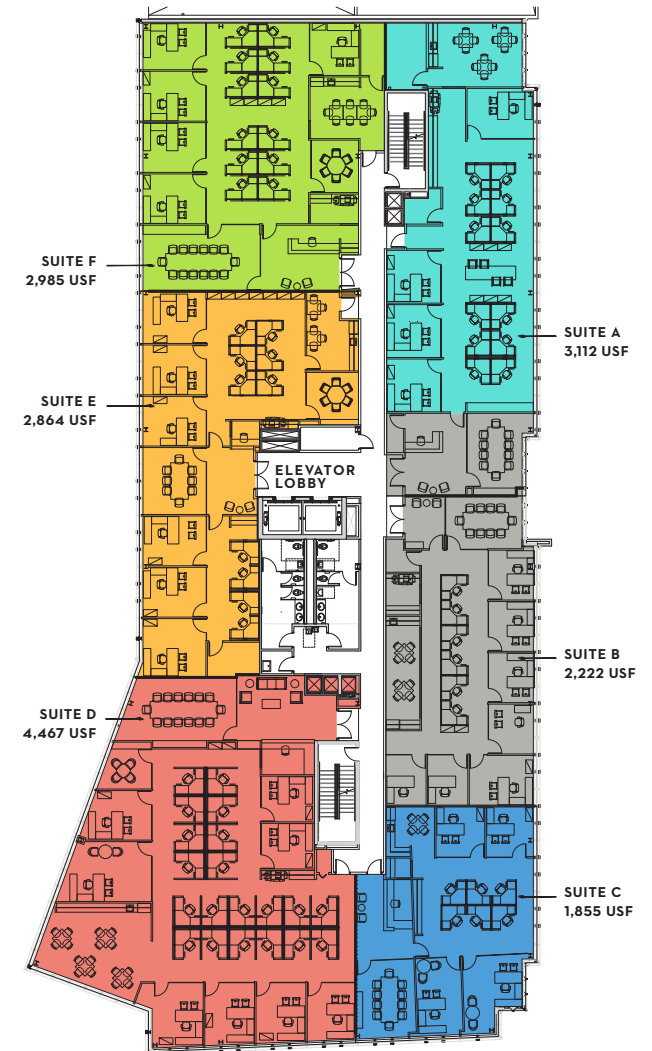 SUITE F
2,985 USF
SUITE A
3,112 USF
SUITE E
2,864 USF
ELEVATOR
LOBBY
SUITE B
2,222 USF
SUITE D
4,467 USF
SUITE C
1,855 USF